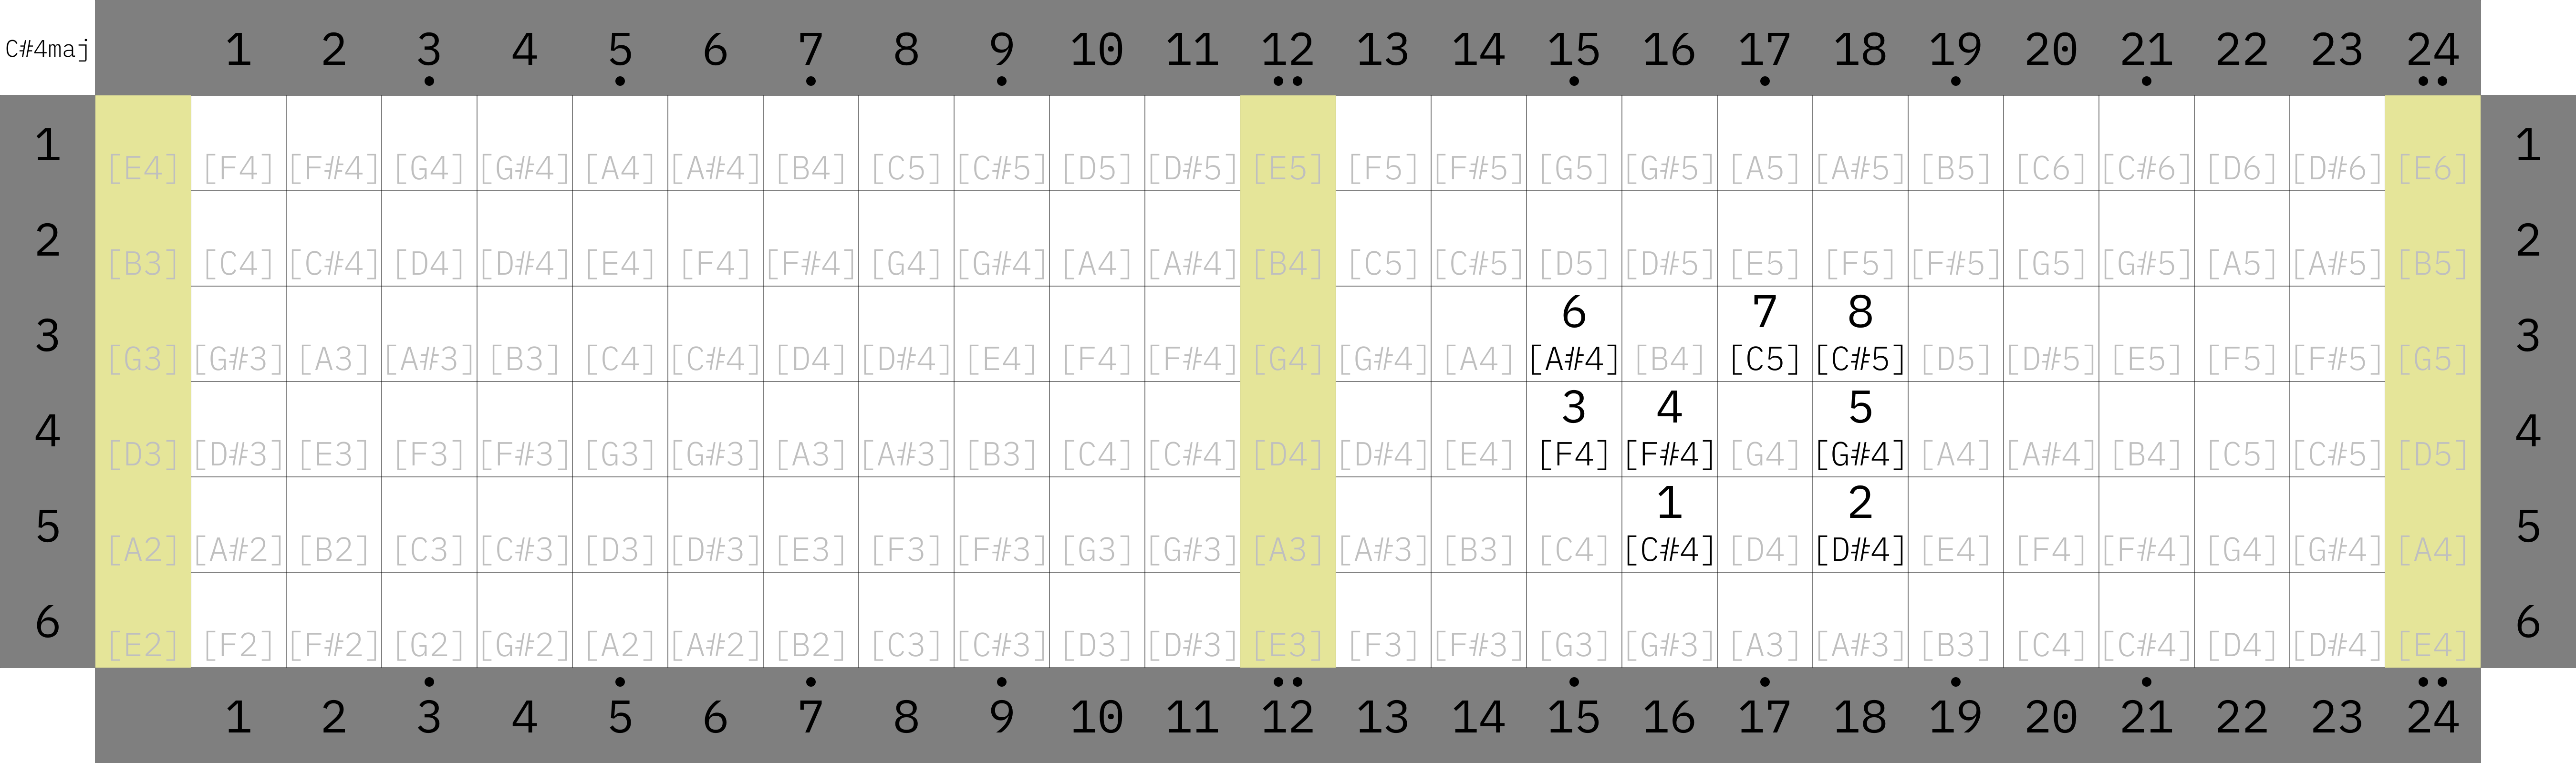 C#4maj 1 2 3 4 5 6 7 8 9 10 11 12 13 14 15 16 17 18 19 20 21 22 23 24
1 1
[E4] [F4] [F#4] [G4] [G#4] [A4] [A#4] [B4] [C5] [C#5] [D5] [D#5] [E5] [F5] [F#5] [G5] [G#5] [A5] [A#5] [B5] [C6] [C#6] [D6] [D#6] [E6]
2 2
[B3] [C4] [C#4] [D4] [D#4] [E4] [F4] [F#4] [G4] [G#4] [A4] [A#4] [B4] [C5] [C#5] [D5] [D#5] [E5] [F5] [F#5] [G5] [G#5] [A5] [A#5] [B5]
3 6 7 8 3
[G3] [G#3] [A3] [A#3] [B3] [C4] [C#4] [D4] [D#4] [E4] [F4] [F#4] [G4] [G#4] [A4] [A#4] [B4] [C5] [C#5] [D5] [D#5] [E5] [F5] [F#5] [G5]
4 3 4 5 4
[D3] [D#3] [E3] [F3] [F#3] [G3] [G#3] [A3] [A#3] [B3] [C4] [C#4] [D4] [D#4] [E4] [F4] [F#4] [G4] [G#4] [A4] [A#4] [B4] [C5] [C#5] [D5]
5 1 2 5
[A2] [A#2] [B2] [C3] [C#3] [D3] [D#3] [E3] [F3] [F#3] [G3] [G#3] [A3] [A#3] [B3] [C4] [C#4] [D4] [D#4] [E4] [F4] [F#4] [G4] [G#4] [A4]
6 6
[E2] [F2] [F#2] [G2] [G#2] [A2] [A#2] [B2] [C3] [C#3] [D3] [D#3] [E3] [F3] [F#3] [G3] [G#3] [A3] [A#3] [B3] [C4] [C#4] [D4] [D#4] [E4]
1 2 3 4 5 6 7 8 9 10 11 12 13 14 15 16 17 18 19 20 21 22 23 24